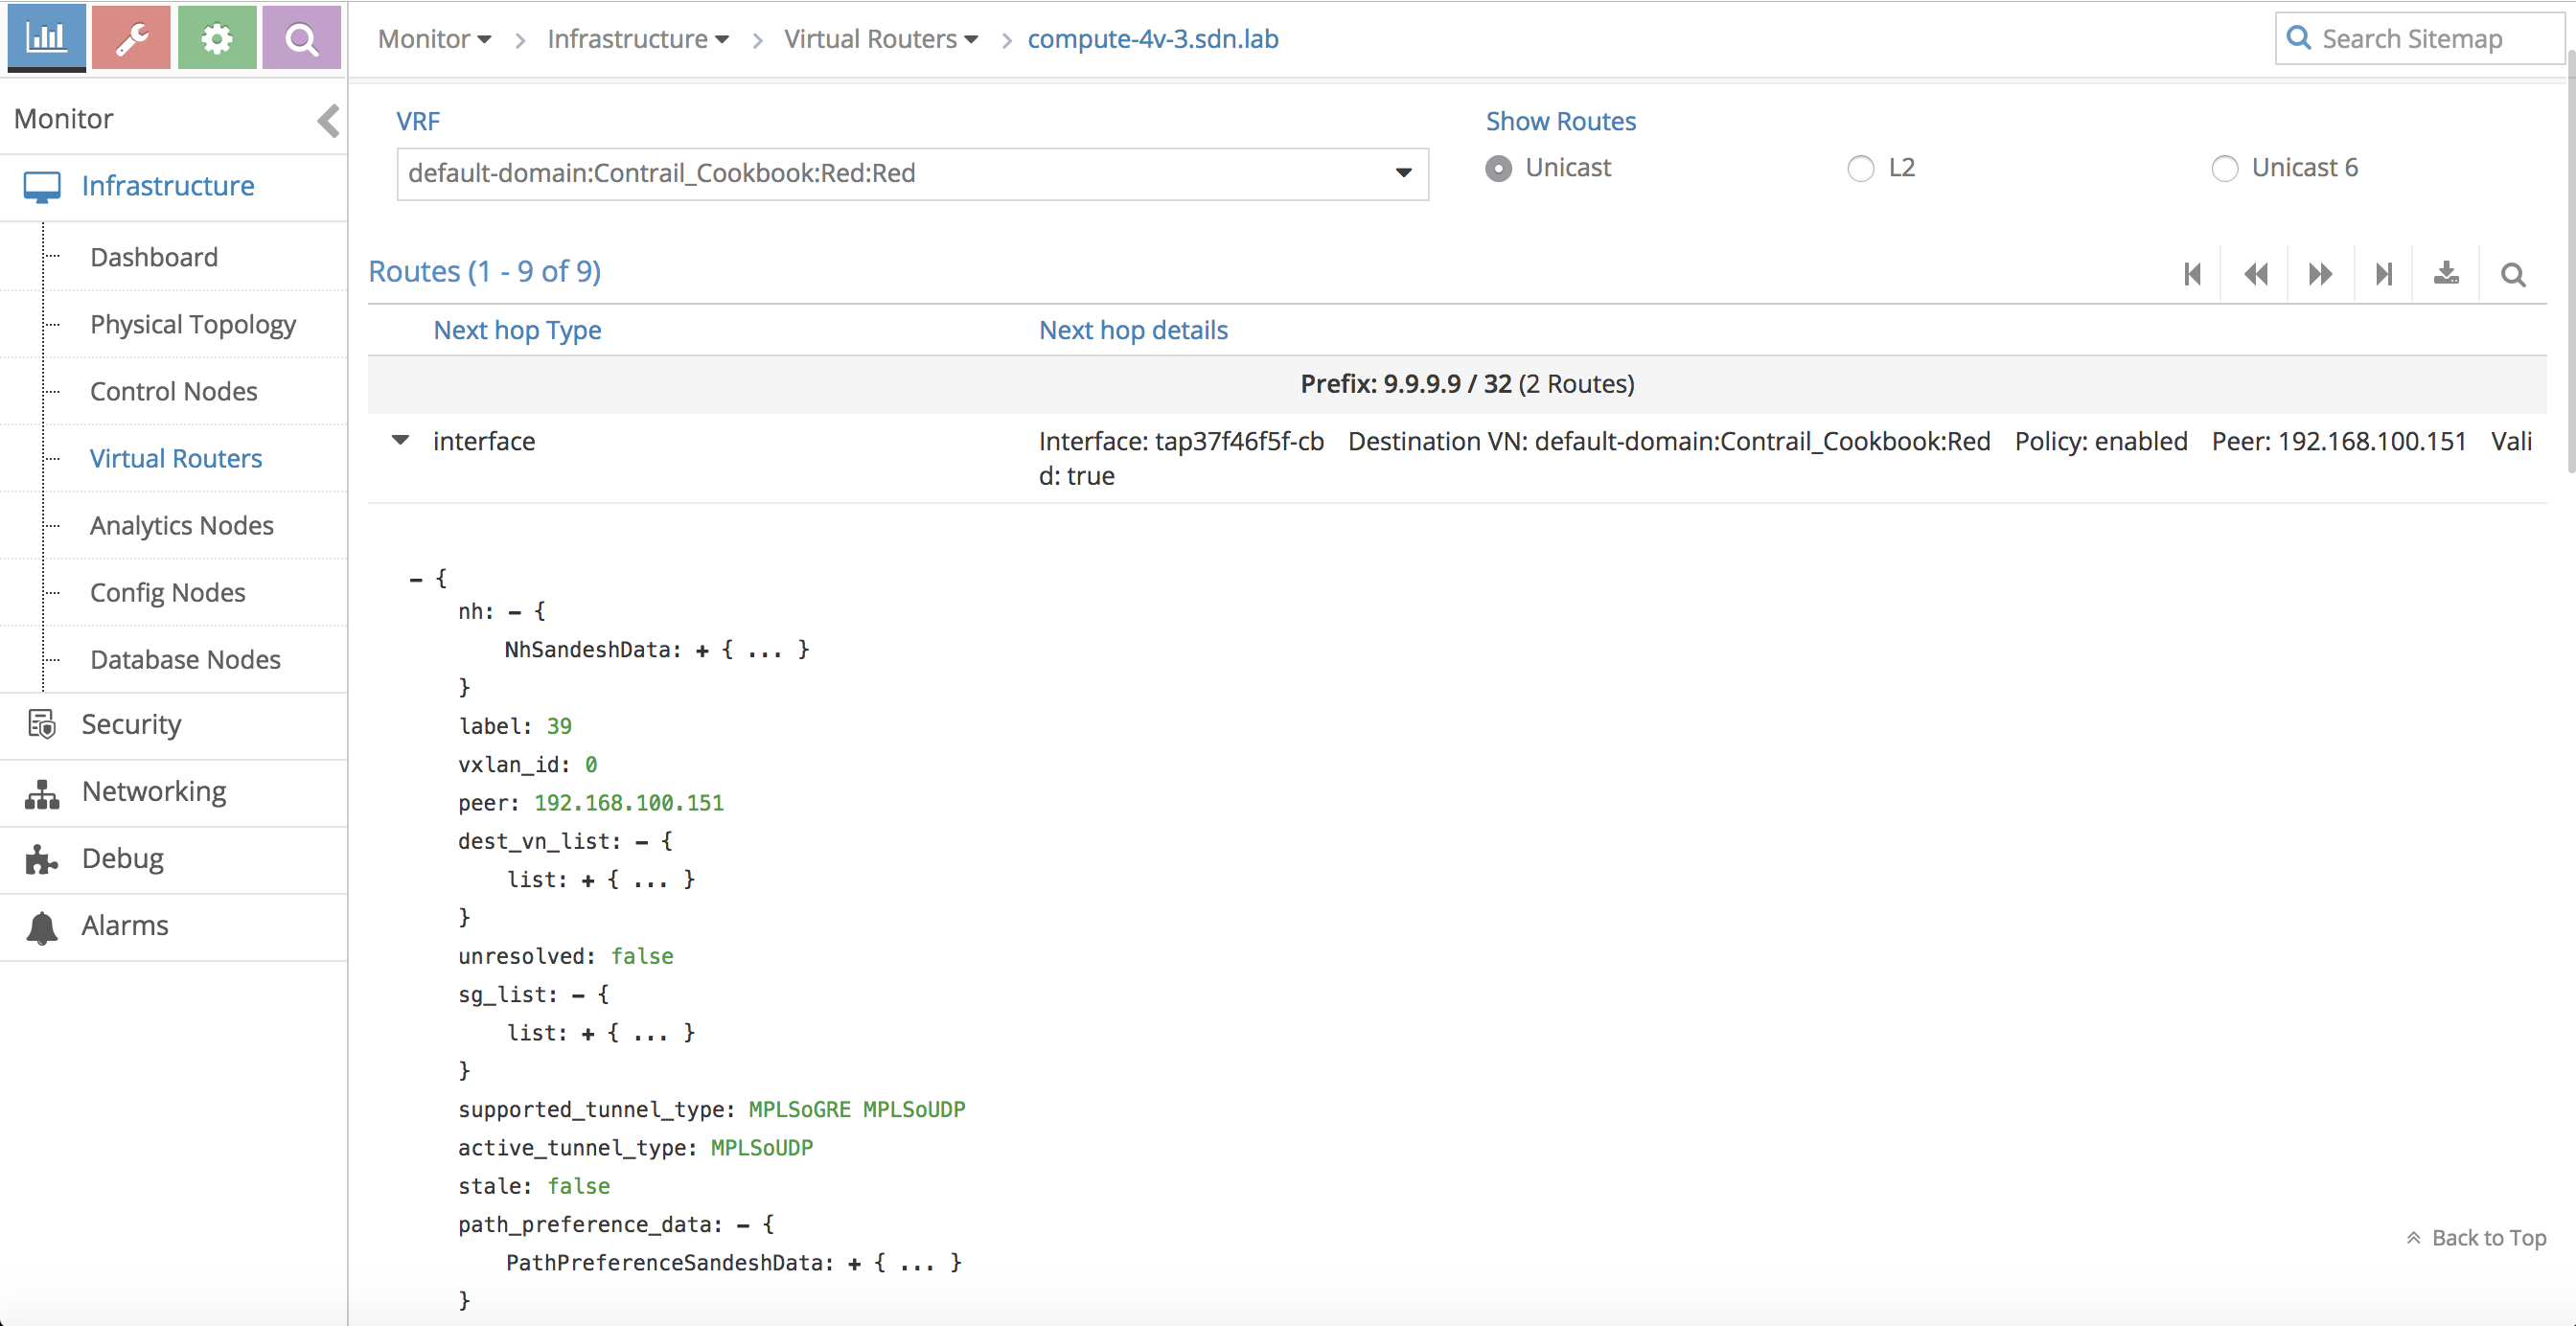 Monitor > Infrastructure > Virtual Routers > compute-4v-3.sdn.lab
Search Sitemap
Monitor
Infrastructure
Dashboard
Physical Topology
Control Nodes
Virtual Routers
Analytics Nodes
Config Nodes
Database Nodes
Security
Networking
Debug
Alarms
VRF
default-domain:Contrail_Cookbook:Red:Red
Show Routes
Unicast
L2
Unicast 6
Routes (1 - 9 of 9)
Next hop Type Next hop details
Prefix: 9.9.9.9 / 32 (2 Routes)
interface Interface: tap37f46f5f-cb Destination VN: default-domain:Contrail_Cookbook:Red Policy: enabled Peer: 192.168.100.151 Vali
d: true
- {
nh: - {
NhSandeshData: + { ... }
}
label: 39
vxlan_id: 0
peer: 192.168.100.151
dest_vn_list: - {
list: + { ... }
}
unresolved: false
sg_list: - {
list: + { ... }
}
supported_tunnel_type: MPLSoGRE MPLSoUDP
active_tunnel_type: MPLSoUDP
stale: false
path_preference_data: - {
PathPreferenceSandeshData: + { ... }
}
Back to Top